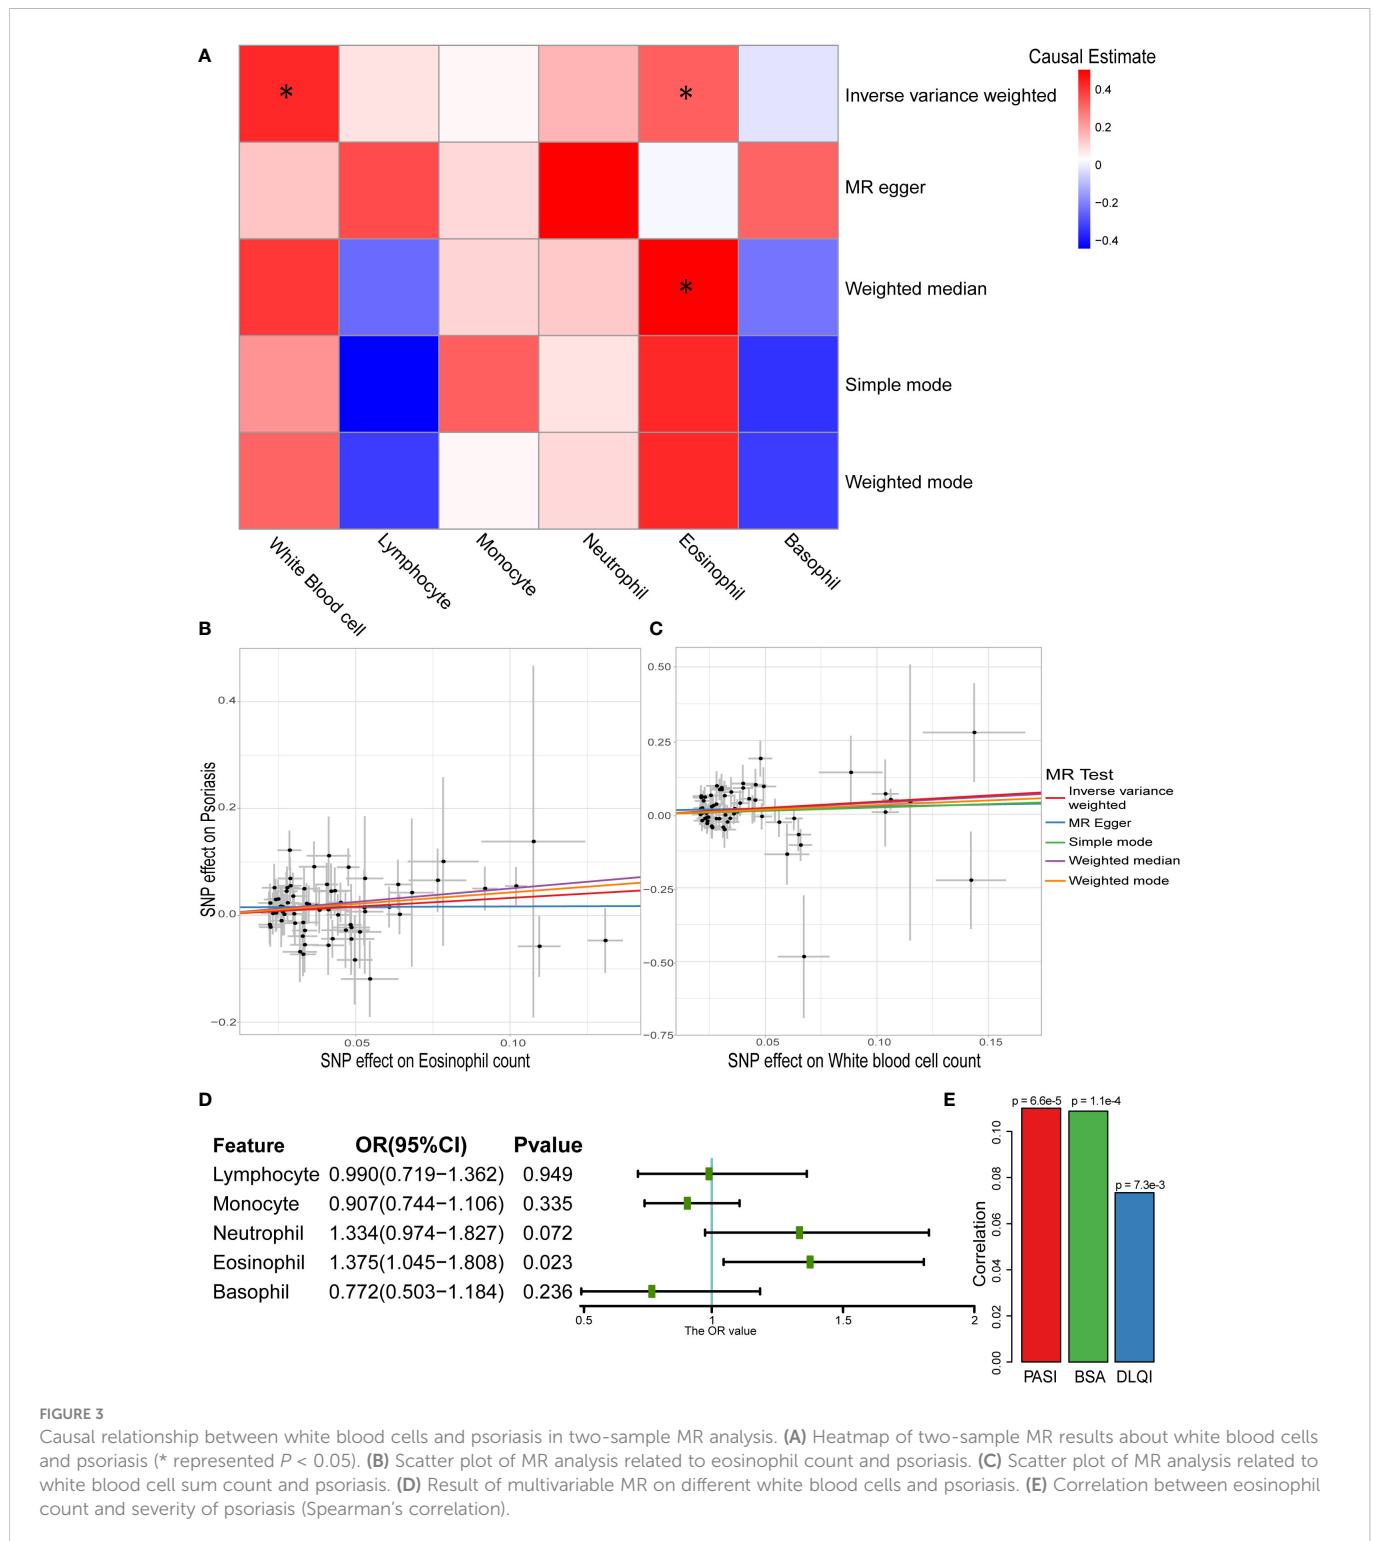 A
Causal Estimate
0.4
0.2
0
−0.2
−0.4
*
*
Inverse variance weighted
MR egger
*
Weighted median
Simple mode
Weighted mode
White Blood cell
Lymphocyte
Monocyte
Neutrophil
Eosinophil
Basophil
B
SNP effect on Psoriasis
0.4
0.2
0.0
−0.2
0.05
0.10
SNP effect on Eosinophil count
C
0.50
0.25
0.00
−0.25
−0.50
−0.75
0.05
0.10
0.15
SNP effect on White blood cell count
MR Test
Inverse variance
weighted
MR Egger
Simple mode
Weighted median
Weighted mode
D
Feature OR(95%CI) Pvalue
Lymphocyte 0.990(0.719−1.362) 0.949
Monocyte 0.907(0.744−1.106) 0.335
Neutrophil 1.334(0.974−1.827) 0.072
Eosinophil 1.375(1.045−1.808) 0.023
Basophil 0.772(0.503−1.184) 0.236
0.5 1 1.5 2
The OR value
E
p = 6.6e-5
p = 1.1e-4
p = 7.3e-3
Correlation
0.10
0.08
0.06
0.04
0.02
0.00
PASI BSA DLQI
FIGURE 3
Causal relationship between white blood cells and psoriasis in two-sample MR analysis. (A) Heatmap of two-sample MR results about white blood cells
and psoriasis (* represented P < 0.05). (B) Scatter plot of MR analysis related to eosinophil count and psoriasis. (C) Scatter plot of MR analysis related to
white blood cell sum count and psoriasis. (D) Result of multivariable MR on different white blood cells and psoriasis. (E) Correlation between eosinophil
count and severity of psoriasis (Spearman’s correlation).